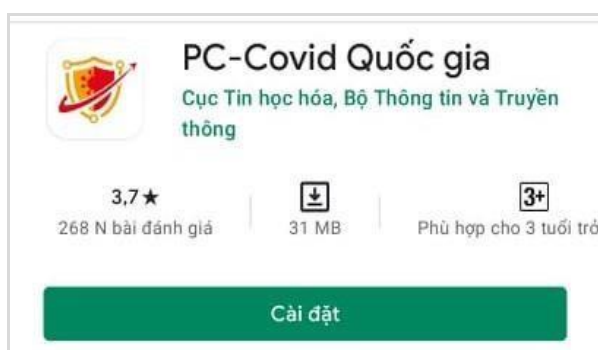 PC-Covid Quốc gia
Cục Tin học hóa, Bộ Thông tin và Truyền
thông
3,7★
268 N bài đánh giá
31 MB
3+
Phù hợp cho 3 tuổi
Cài đặt